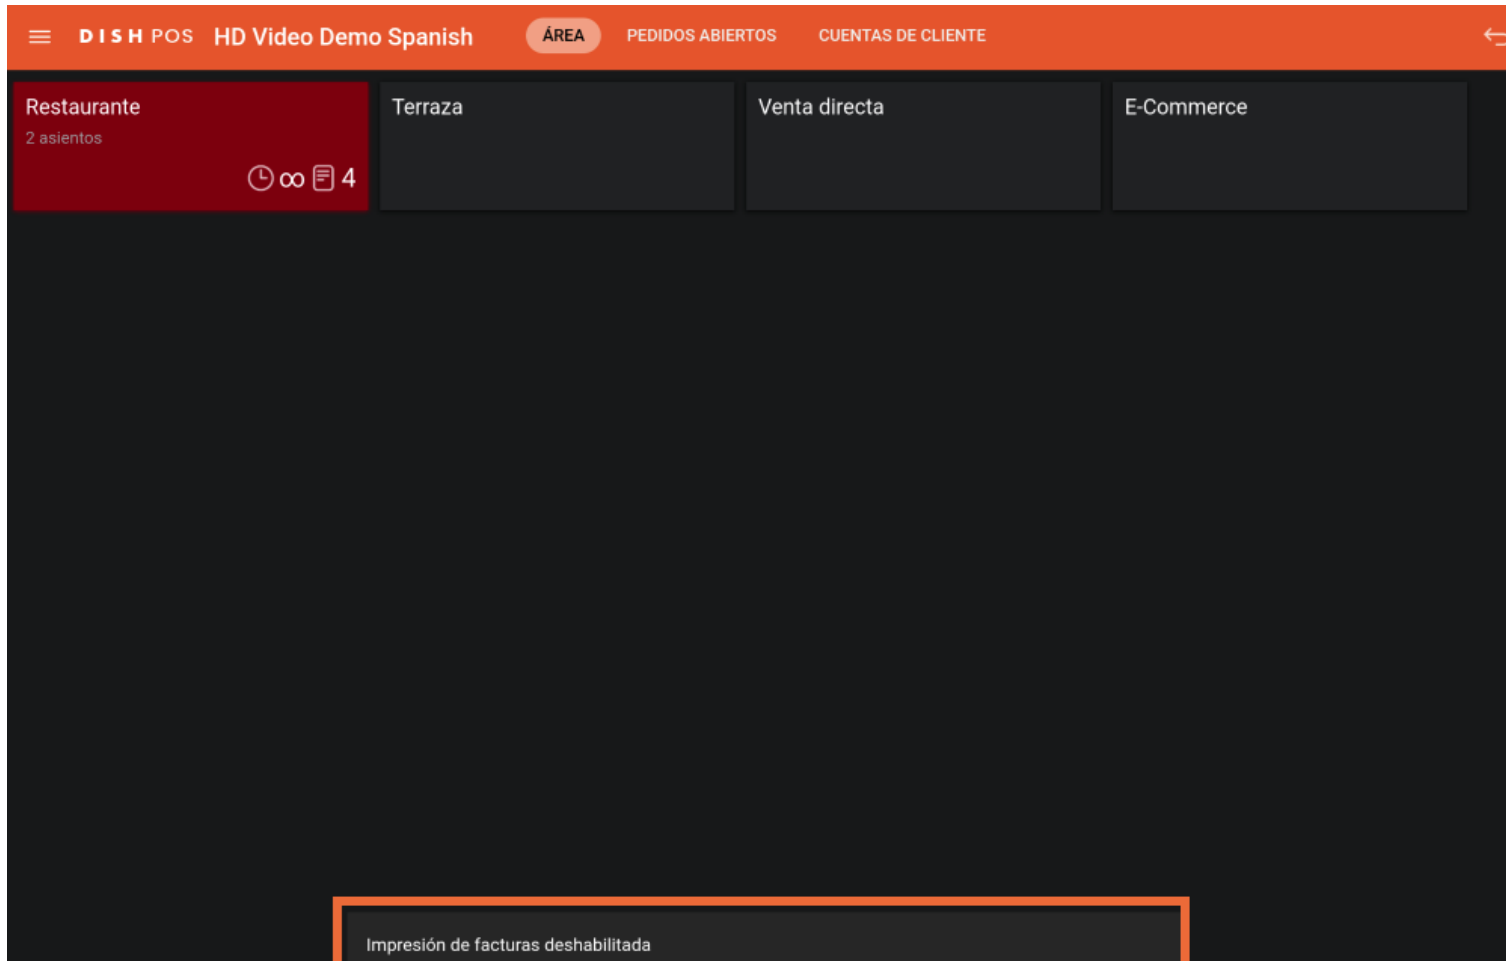 DISH POS HD Video Demo Spanish ÁREA PEDIDOS ABIERTOS CUENTAS DE CLIENTE
Restaurante
2 asientos
∞ 4
Terraza
Venta directa
E-Commerce
Impresión de facturas deshabilitada